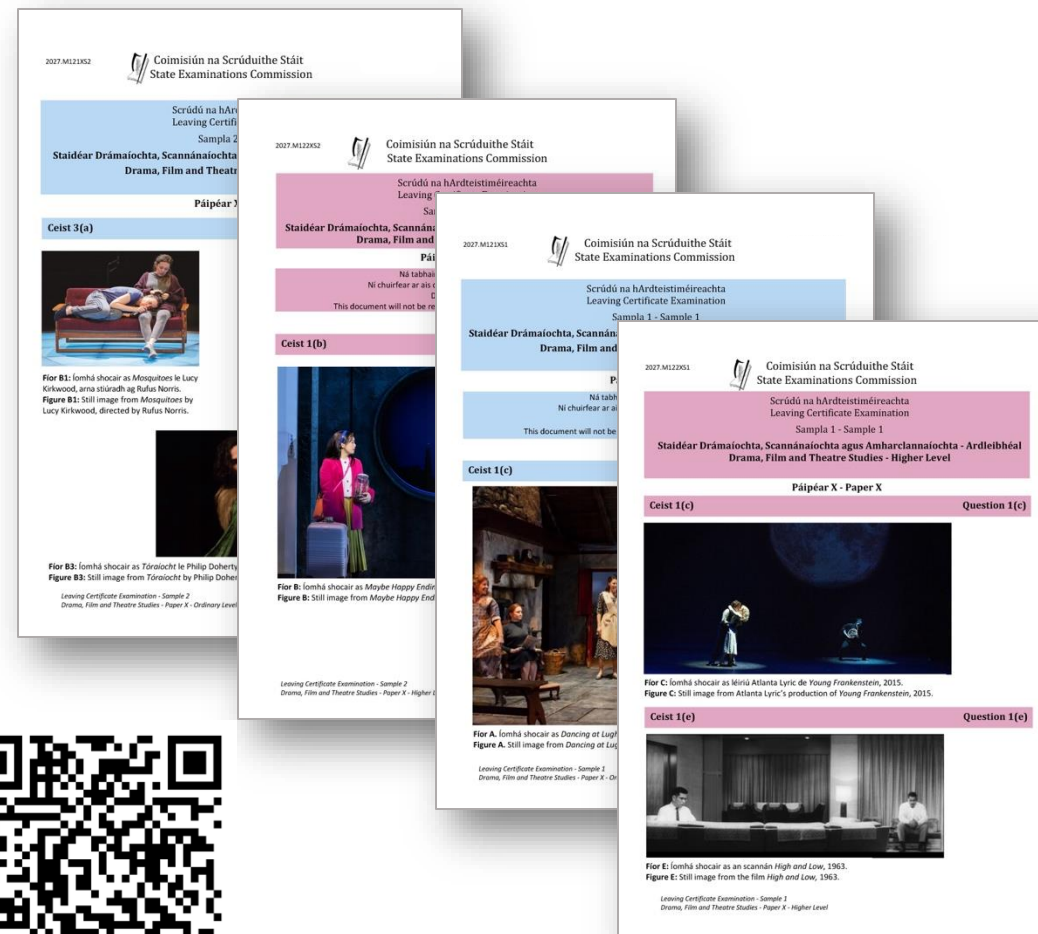 2027.M121XS2
Coimisiún na Scrúduithe Stáit
State Examinations Commission
Scrúdú na
Leaving
Sampla 2
Staidéar Drámaíochta, Scannánaíochta
Drama, Film and
Páipéar
Ceist 3(a)
Fíor B1: Íomhá shocair as Mosquitoes le Lucy
Kirkwood, arna stiúradh ag Rufus Norris.
Figure B1: Still image from Mosquitoes by
Lucy Kirkwood, directed by Rufus Norris.
Fíor B3: Íomhá shocair as Tóraíocht le Philip Doherty
Figure B3: Still image from Tóraíocht by Philip
Leaving Certificate Examination - Sample 2
Drama, Film and Theatre Studies - Paper X - Ordinary Level
2027.M122XS2
Coimisiún na Scrúduithe Stáit
State Examinations Commission
Scrúdú na hArdteistiméireachta
Leaving
Staidéar Drámaíochta,
Drama, Film and
Ná
Ní chuirfear ar ais
This document will not be
Ceist 1(b)
Fíor B: Íomhá shocair as Maybe Happy
Figure B: Still image from Maybe Happy
Leaving Certificate Examination - Sample 2
Drama, Film and Theatre Studies - Paper X -
2027.M121XS1
Coimisiún na Scrúduithe Stáit
State Examinations Commission
Scrúdú na hArdteistiméireachta
Leaving Certificate Examination
Sampla 1 - Sample 1
Staidéar Drámaíochta,
Drama, Film and
Ná
Ní chuirfear ar
This document will not be
Ceist 1(c)
Fíor A. Íomhá shocair as Dancing at
Figure A. Still image from Dancing at
Leaving Certificate Examination - Sample 1
Drama, Film and Theatre Studies - Paper X -
2027.M122XS1
Coimisiún na Scrúduithe Stáit
State Examinations Commission
Scrúdú na hArdteistiméireachta
Leaving Certificate Examination
Sampla 1 - Sample 1
Staidéar Drámaíochta, Scannánaíochta agus Amharclannaíochta - Ardleibhéal
Drama, Film and Theatre Studies - Higher Level
Páipéar X - Paper X
Ceist 1(c) Question 1(c)
Fíor C: Íomhá shocair as léiriú Atlanta Lyric de Young Frankenstein, 2015.
Figure C: Still image from Atlanta Lyric's production of Young Frankenstein, 2015.
Ceist 1(e) Question 1(e)
Fíor E: Íomhá shocair as an scannán High and Low, 1963.
Figure E: Still image from the film High and Low, 1963.
Leaving Certificate Examination - Sample 1
Drama, Film and Theatre Studies - Paper X - Higher Level